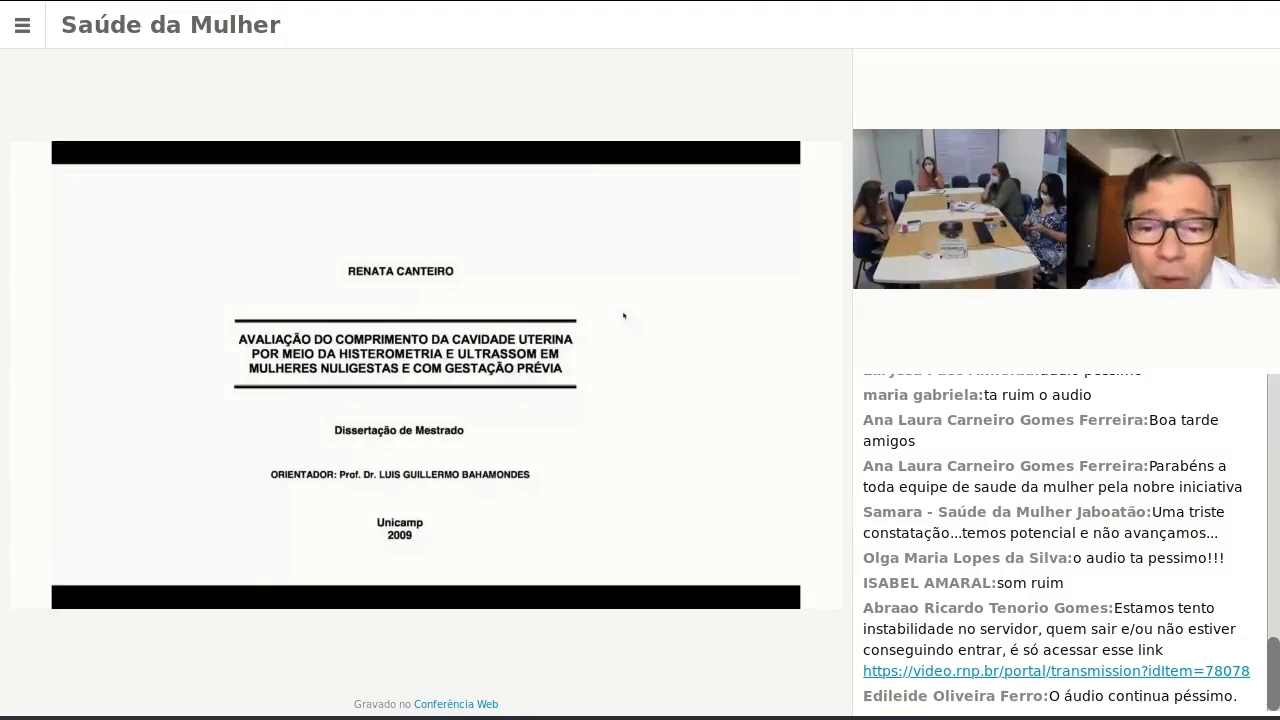 Saúde da Mulher
RENATA CANTEIRO
AVALIAÇÃO DO COMPRIMENTO DA CAVIDADE UTERINA
POR MEIO DA HISTEROMETRIA E ULTRASSOM EM
MULHERES NULIGESTAS E COM GESTAÇÃO PRÉVIA
Dissertação de Mestrado
ORIENTADOR: Prof. Dr. LUIS GUILLERMO BAHAMONDES
Unicamp
2009
Gravado no Conferência Web
maria gabriela:ta ruim o audio
Ana Laura Carneiro Gomes Ferreira:Boa tarde
amigos
Ana Laura Carneiro Gomes Ferreira:Parabéns a
toda equipe de saude da mulher pela nobre iniciativa
Samara - Saúde da Mulher Jaboatão:Uma triste
constatação...temos potencial e não avançamos...
Olga Maria Lopes da Silva:o audio ta pessimo!!!
ISABEL AMARAL:som ruim
Abraao Ricardo Tenorio Gomes:Estamos tento
instabilidade no servidor, quem sair e/ou não estiver
conseguindo entrar, é só acessar esse link
https://video.rnp.br/portal/transmission?idItem=78078
Edileide Oliveira Ferro:O áudio continua péssimo.